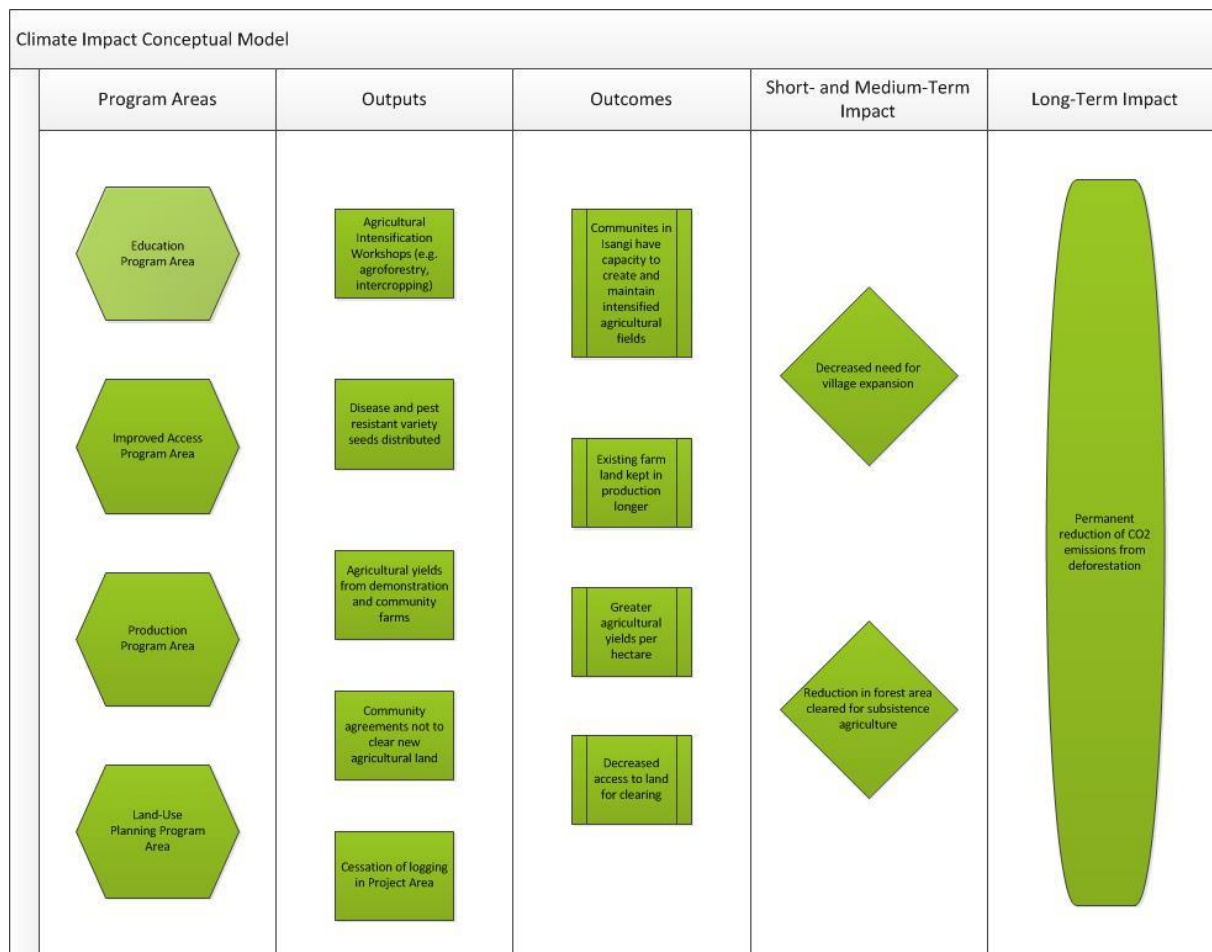 Climate Impact Conceptual Model
Program Areas
Outputs
Outcomes
Short- and Medium-Term
Impact
Long-Term Impact
Education
Program Area
Improved Access
Program Area
Production
Program Area
Land-Use
Planning Program
Area
Agricultural
Intensification
Workshops (e.g.
agroforestry,
intercropping)
Disease and pest
resistant variety
seeds distributed
Agricultural yields
from demonstration
and community
farms
Community
agreements not to
clear new
agricultural land
Cessation of logging
in Project Area
Communites in
Isangi have
capacity to
create and
maintain
intensified
agricultural
fields
Existing farm
land kept in
production
longer
Greater
agricultural
yields per
hectare
Decreased
access to land
for clearing
Decreased need for
village expansion
Reduction in forest area
cleared for subsistence
agriculture
Permanent
reduction of CO2
emissions from
deforestation